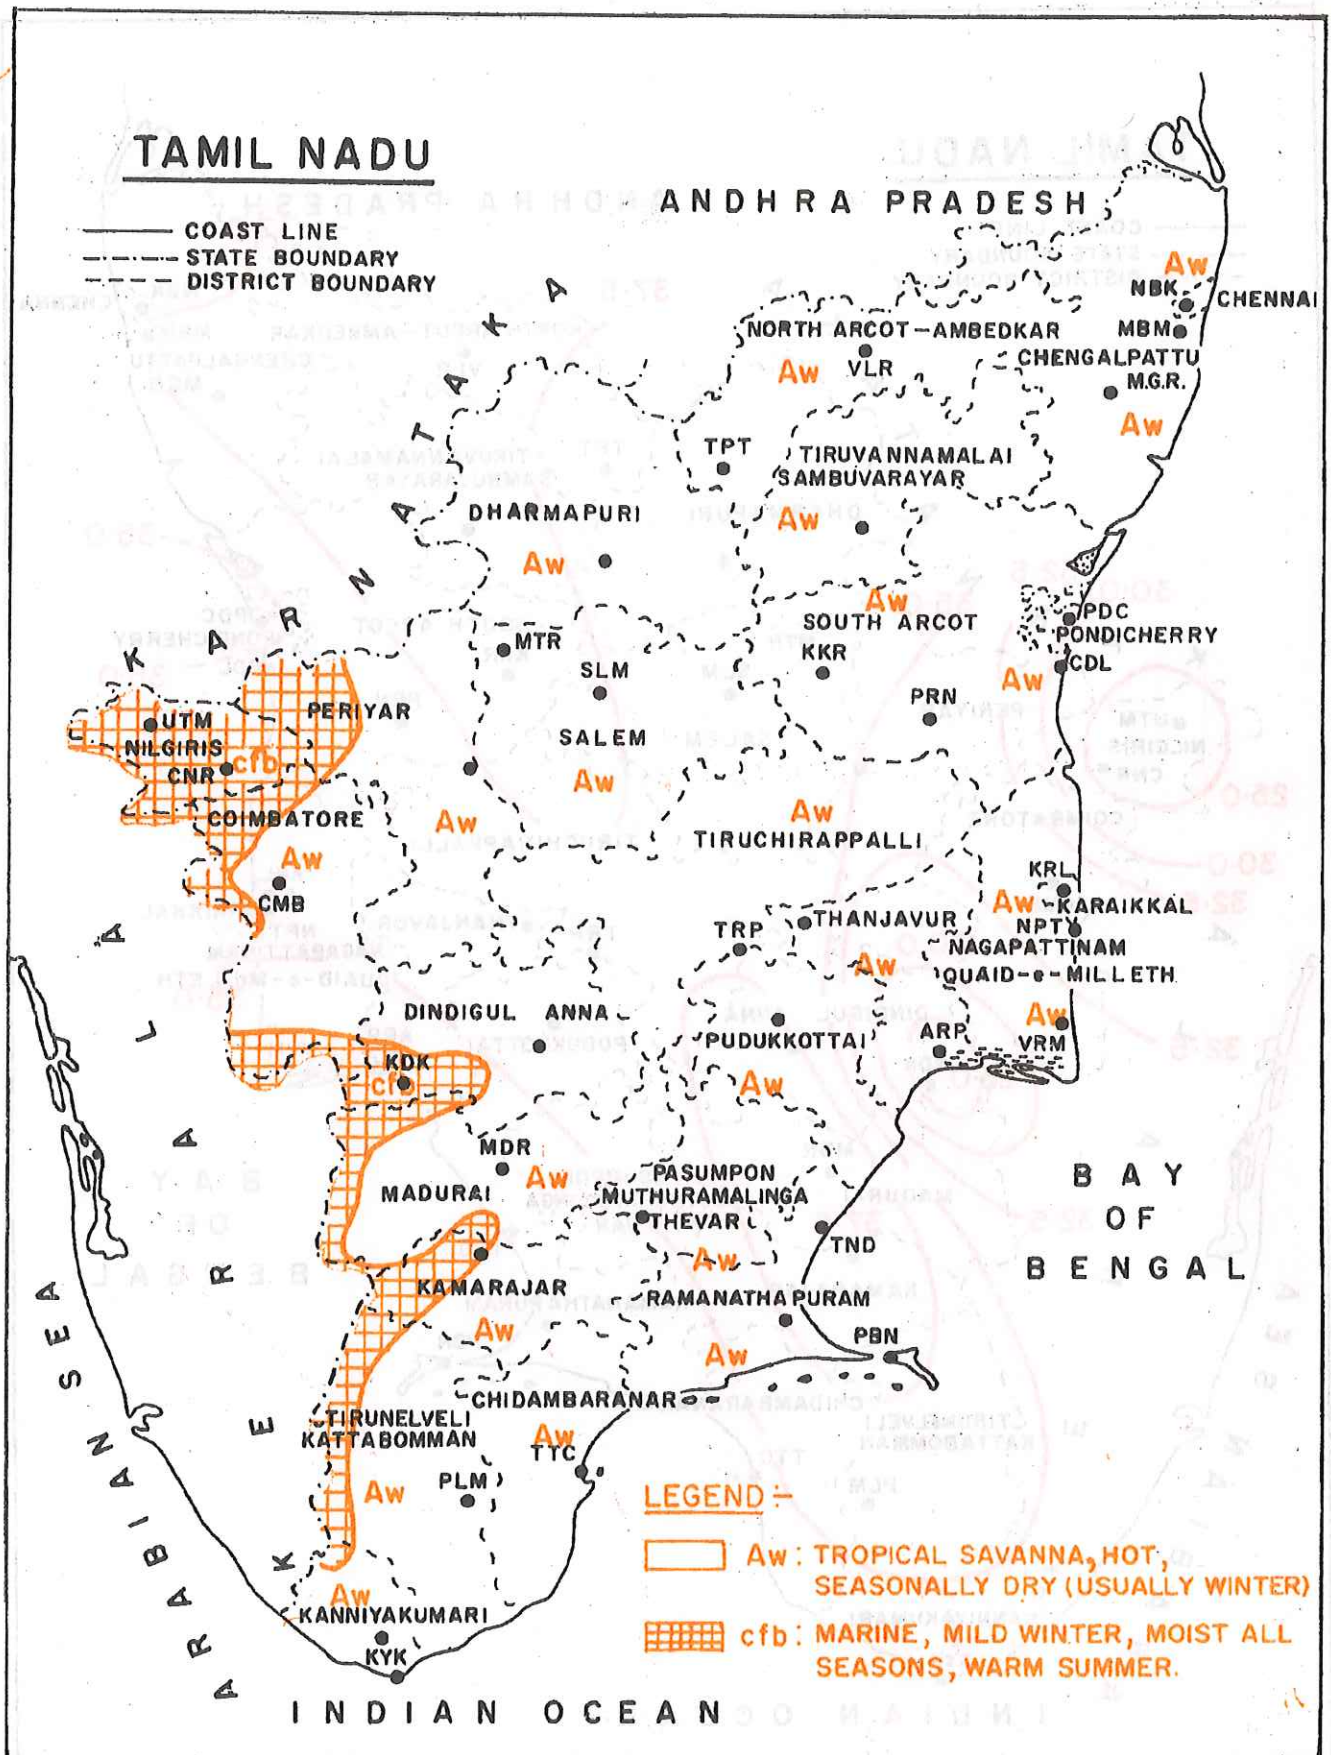 TAMIL NADU
COAST LINE
STATE BOUNDARY
DISTRICT BOUNDARY
ANDHRA PRADESH
KARNATAKA
Aw
MBK
CHENNAI
MBM
NORTH ARCOT-AMBEDKAR
VLR
Aw
CHENGALPATTU
M.G.R.
Aw
TPT
TIRUVANNAMALAI
SAMBUVARAYAR
Aw
DHARMAPURI
Aw
Aw
SOUTH ARCOT
PDC
PONDICHERRY
CDL
Aw
MTR
SLM
KKR
PRN
PERIYAR
UTM
NILGIRIS
cfb
CNR
SALEM
Aw
COIMBATORE
Aw
Aw
CMB
Aw
TIRUCHIRAPPALLI
KRL
Aw
KARAIKKAL
NPT
NAGAPATTINAM
QUAID-e-MILLETH
THANJAVUR
TRP
Aw
Aw
VRM
DINDIGUL ANNA
PUDUKKOTTAI
ARP
Aw
KDK
cfb
MDR
Aw
MADURAI
PASUMPON
MUTHURAMALINGA
THEVAR
Aw
TND
BAY
OF
BENGAL
KAMARAJAR
Aw
RAMANATHAPURAM
Aw
PBN
CHIDAMBARANAR
Aw
TTC
TIRUNELVELI
KATTABOMMAN
Aw
PLM
Aw
KANNIYAKUMARI
KYK
KERALA
ARABIAN SEA
INDIAN OCEAN
LEGEND :-
Aw : TROPICAL SAVANNA, HOT,
SEASONALLY DRY (USUALLY WINTER)
cfb : MARINE, MILD WINTER, MOIST ALL
SEASONS, WARM SUMMER.